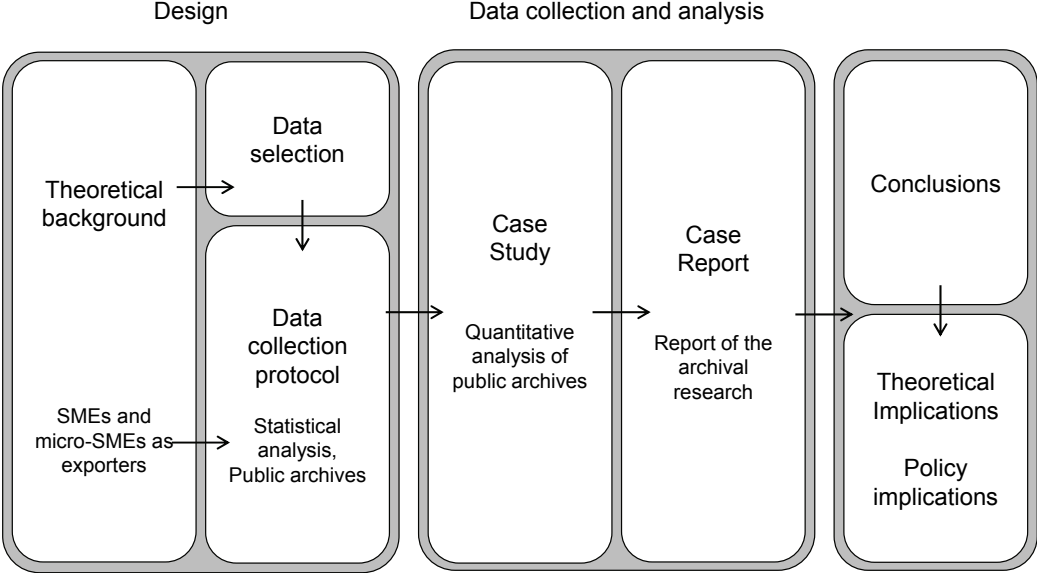 Design
Data collection and analysis
Theoretical
background
SMEs and
micro-SMEs as
exporters
Data
selection
Data
collection
protocol
Statistical
analysis,
Public archives
Case
Study
Quantitative
analysis of
public archives
Case
Report
Report of the
archival
research
Conclusions
Theoretical
Implications
Policy
implications